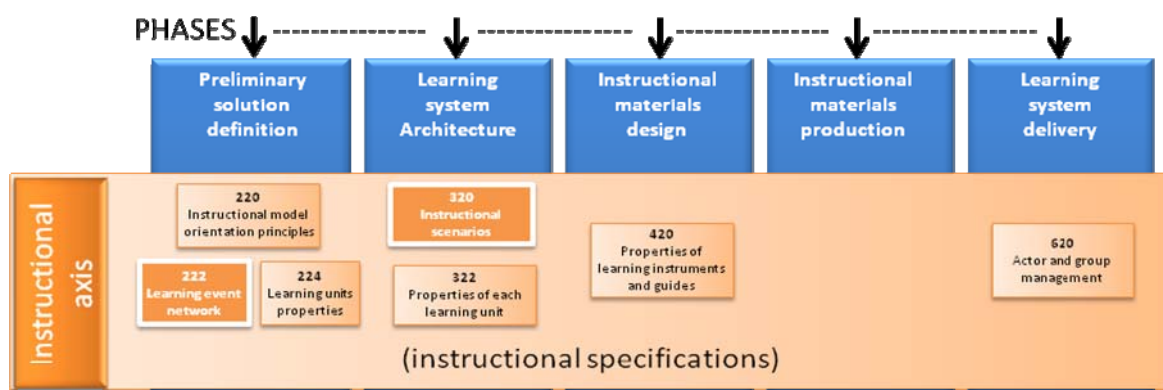 PHASES
Preliminary
solution
definition
Learning
system
Architecture
Instructional
materials
design
Instructional
materials
production
Learning
system
delivery
Instructional
axis
220
Instructional model
orientation principles
222
Learning event
network
224
Learning units
properties
320
Instructional
scenarios
322
Properties of each
learning unit
420
Properties of
learning instruments
and guides
620
Actor and group
management
(instructional specifications)